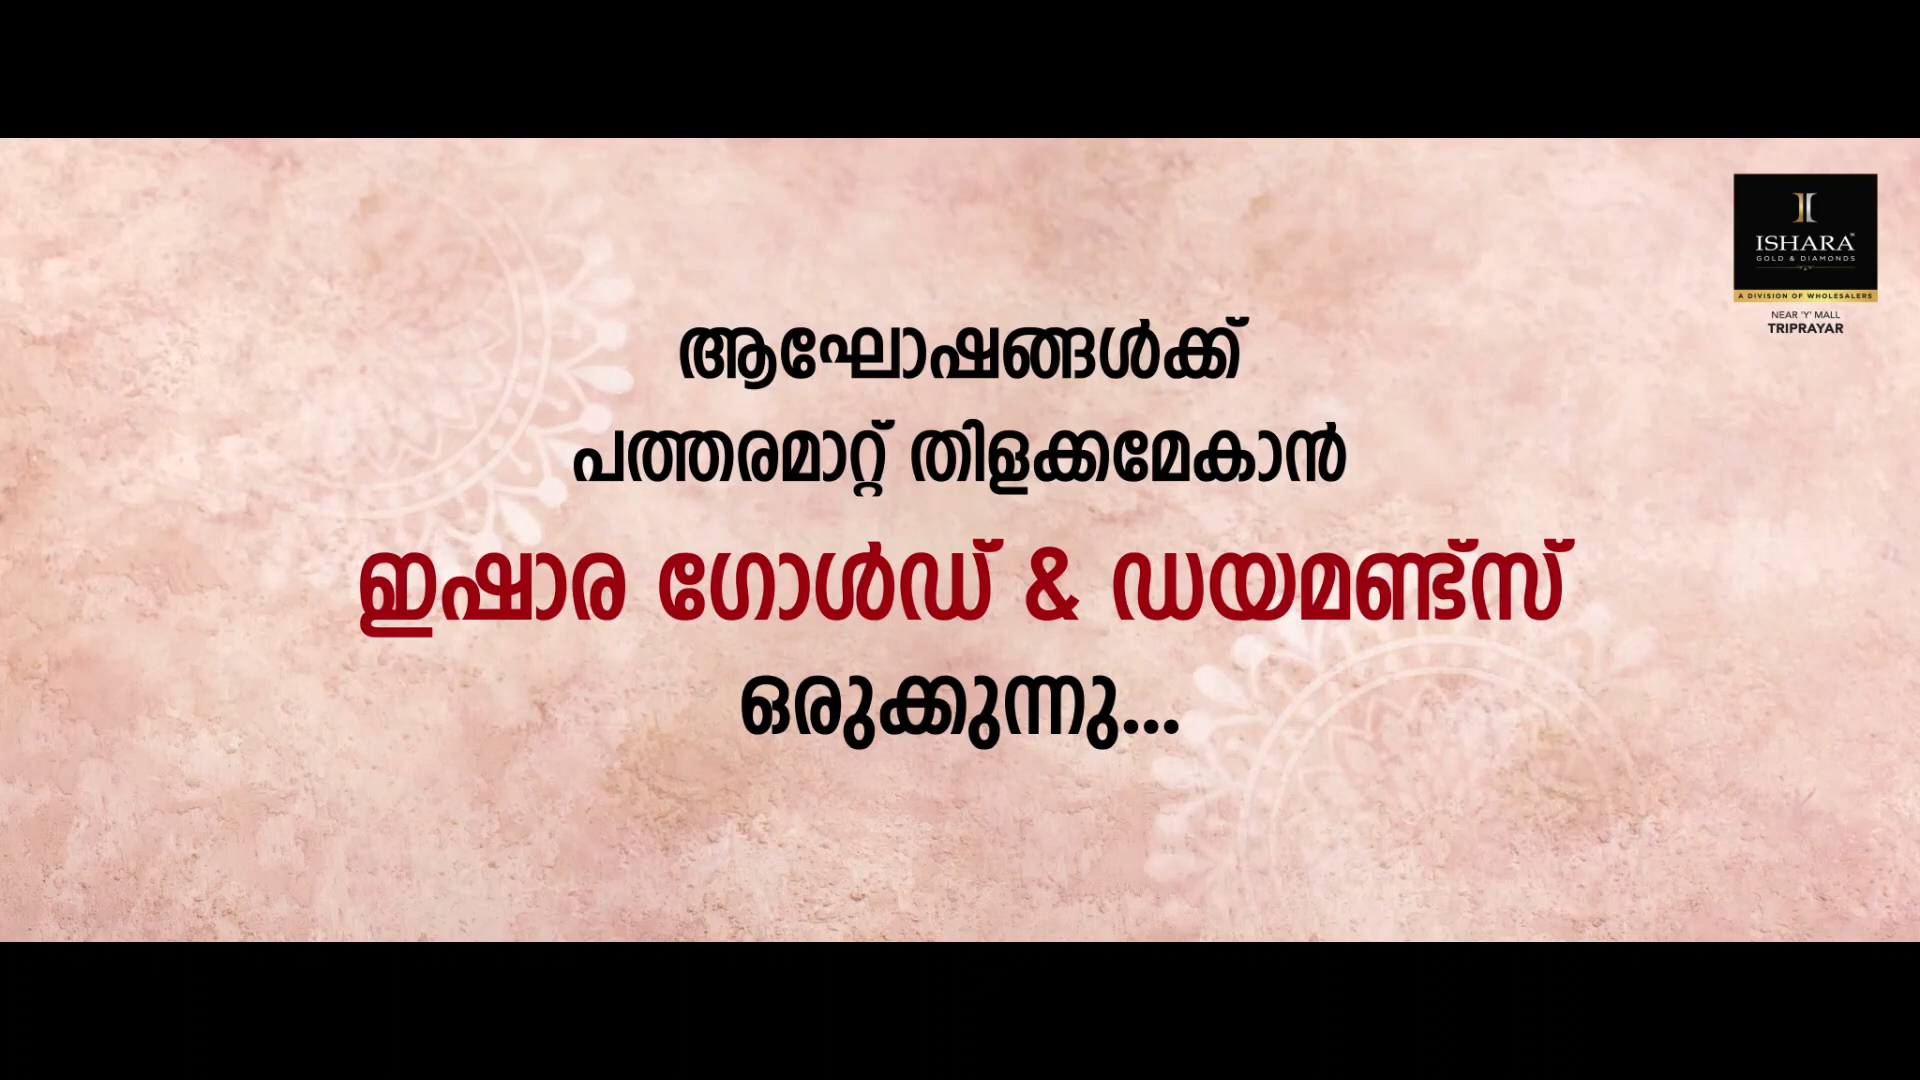 ISHARA™
GOLD & DIAMONDS
A DIVISION OF WHOLESALERS
NEAR 'Y' MALL
TRIPRAYAR
ആഘോഷങ്ങൾക്ക്
പത്തരമാറ്റ് തിളക്കമേകാൻ
ഇഷാര ഗോൾഡ് & ഡയമണ്ട്സ്
ഒരുക്കുന്നു...